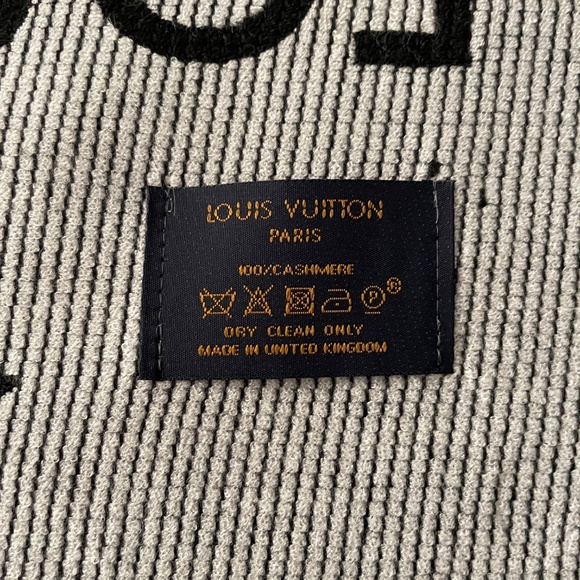 LOUIS VUITTON
PARIS
100%CASHMERE
P
DRY CLEAN ONLY
MADE IN UNITED KINGDOM